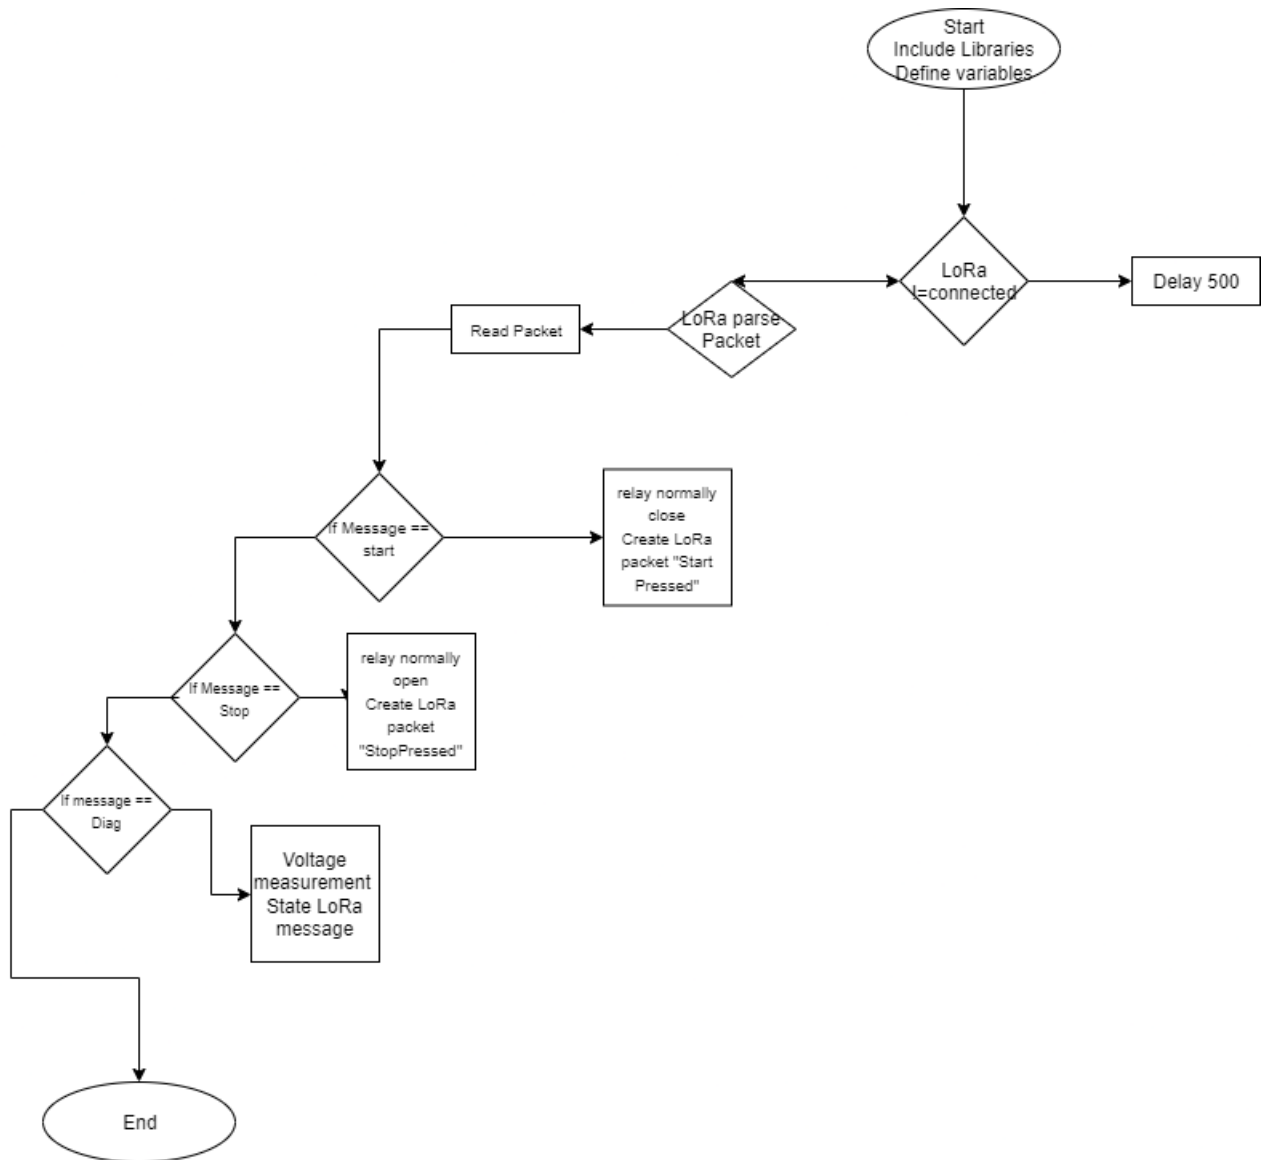 Start
Include Libraries
Define variables
LoRa
!=connected
Delay 500
LoRa parse
Packet
Read Packet
If Message ==
start
relay normally
close
Create LoRa
packet "Start
Pressed"
If Message ==
Stop
relay normally
open
Create LoRa
packet
"StopPressed"
If message ==
Diag
Voltage
measurement
State LoRa
message
End